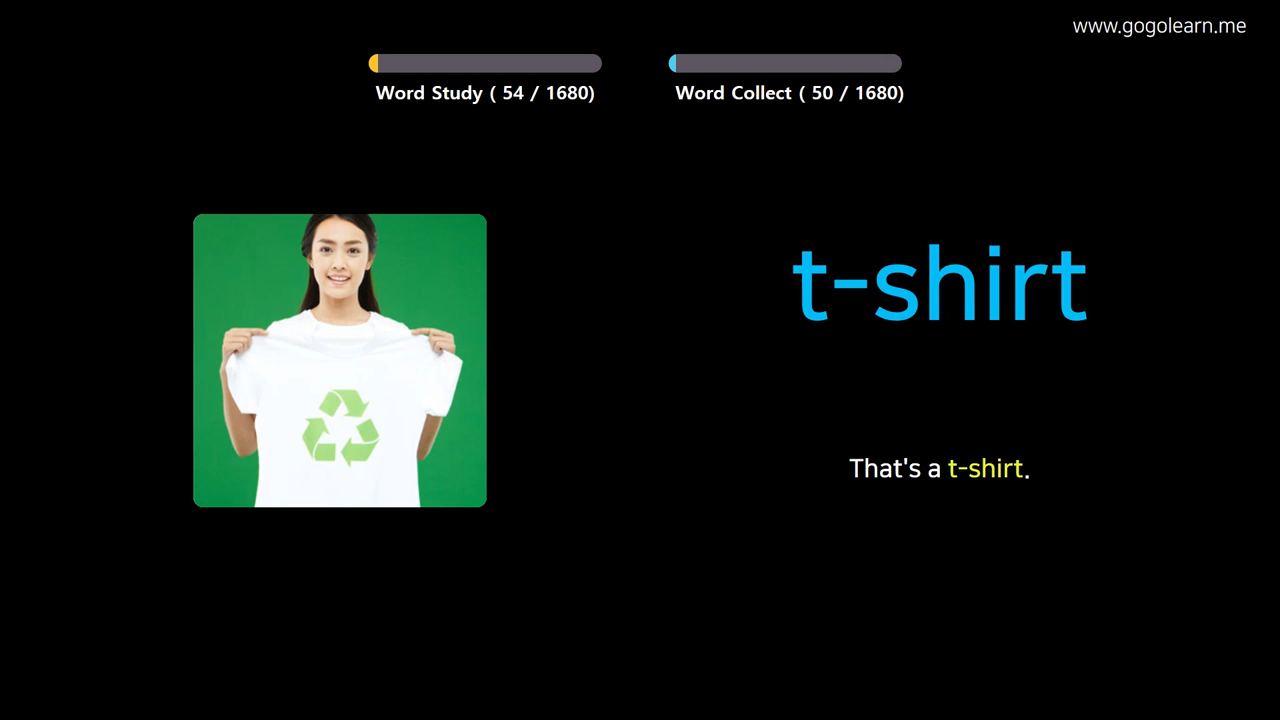 www.gogolearn.me
Word Study ( 54 / 1680)
Word Collect ( 50 / 1680)
t-shirt
That's a t-shirt.